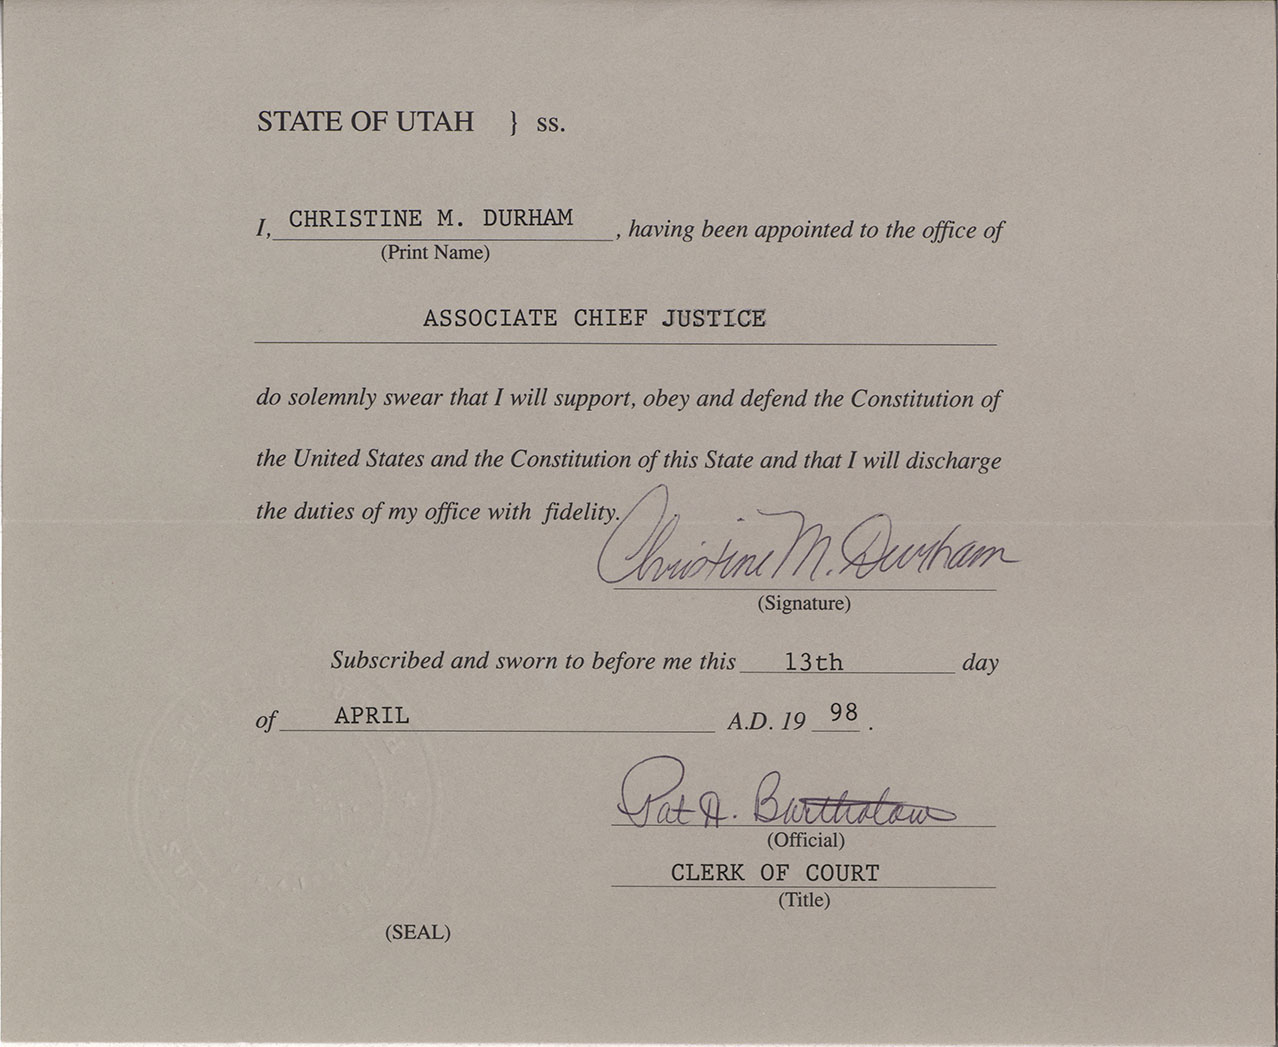 STATE OF UTAH } ss.
I, CHRISTINE M. DURHAM , having been appointed to the office of
(Print Name)
ASSOCIATE CHIEF JUSTICE
do solemnly swear that I will support, obey and defend the Constitution of
the United States and the Constitution of this State and that I will discharge
the duties of my office with fidelity.
Christine M. Durham
(Signature)
Subscribed and sworn to before me this 13th day
of APRIL A.D. 19 98 .
Pat H. Bartholomew
(Official)
CLERK OF COURT
(Title)
(SEAL)